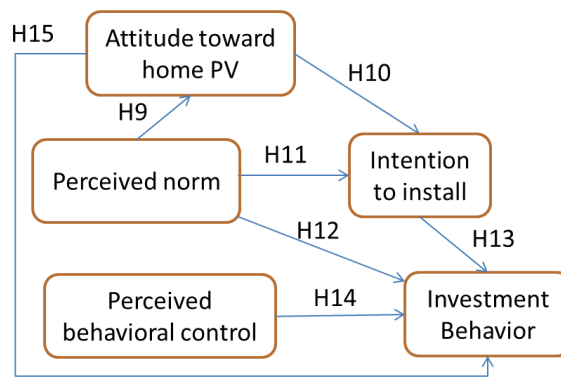 H15
Attitude toward
home PV
H10
H9
H11
Perceived norm
Intention
to install
H12
H13
Perceived
behavioral control
H14
Investment
Behavior